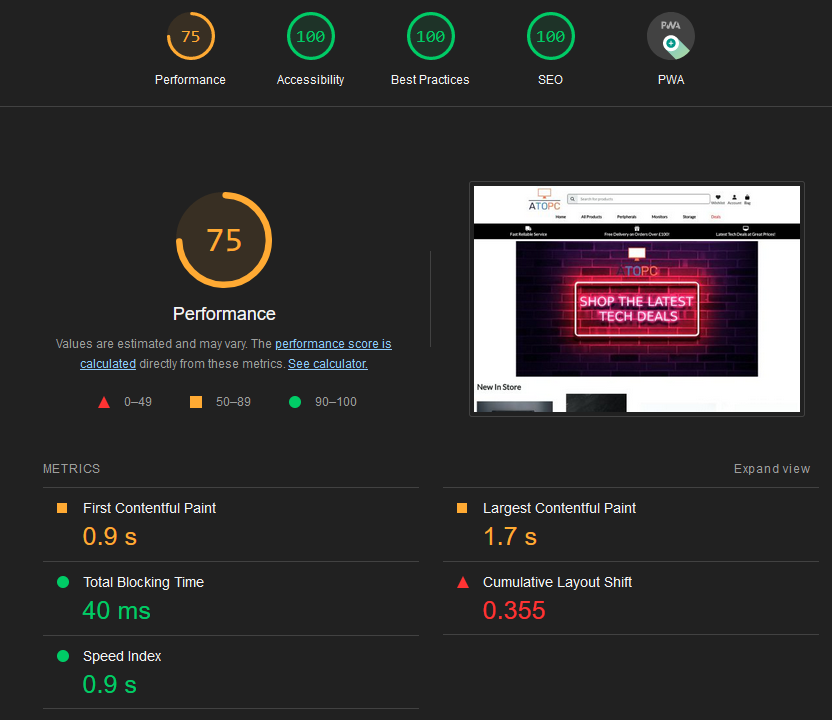 75
100
100
100
PWA
Performance
Accessibility
Best Practices
SEO
PWA
75
Performance
Values are estimated and may vary. The performance score is
calculated directly from these metrics. See calculator.
0–49
50–89
90–100
ATOPC
Search for products
Wishlist
Account
Bag
Home
All Products
Peripherals
Monitors
Storage
Deals
Fast Reliable Service
Free Delivery on Orders Over £100!
Latest Tech Deals at Great Prices!
ATOPC
SHOP THE LATEST
TECH DEALS
New In Store
METRICS
Expand view
First Contentful Paint
0.9 s
Largest Contentful Paint
1.7 s
Total Blocking Time
40 ms
Cumulative Layout Shift
0.355
Speed Index
0.9 s